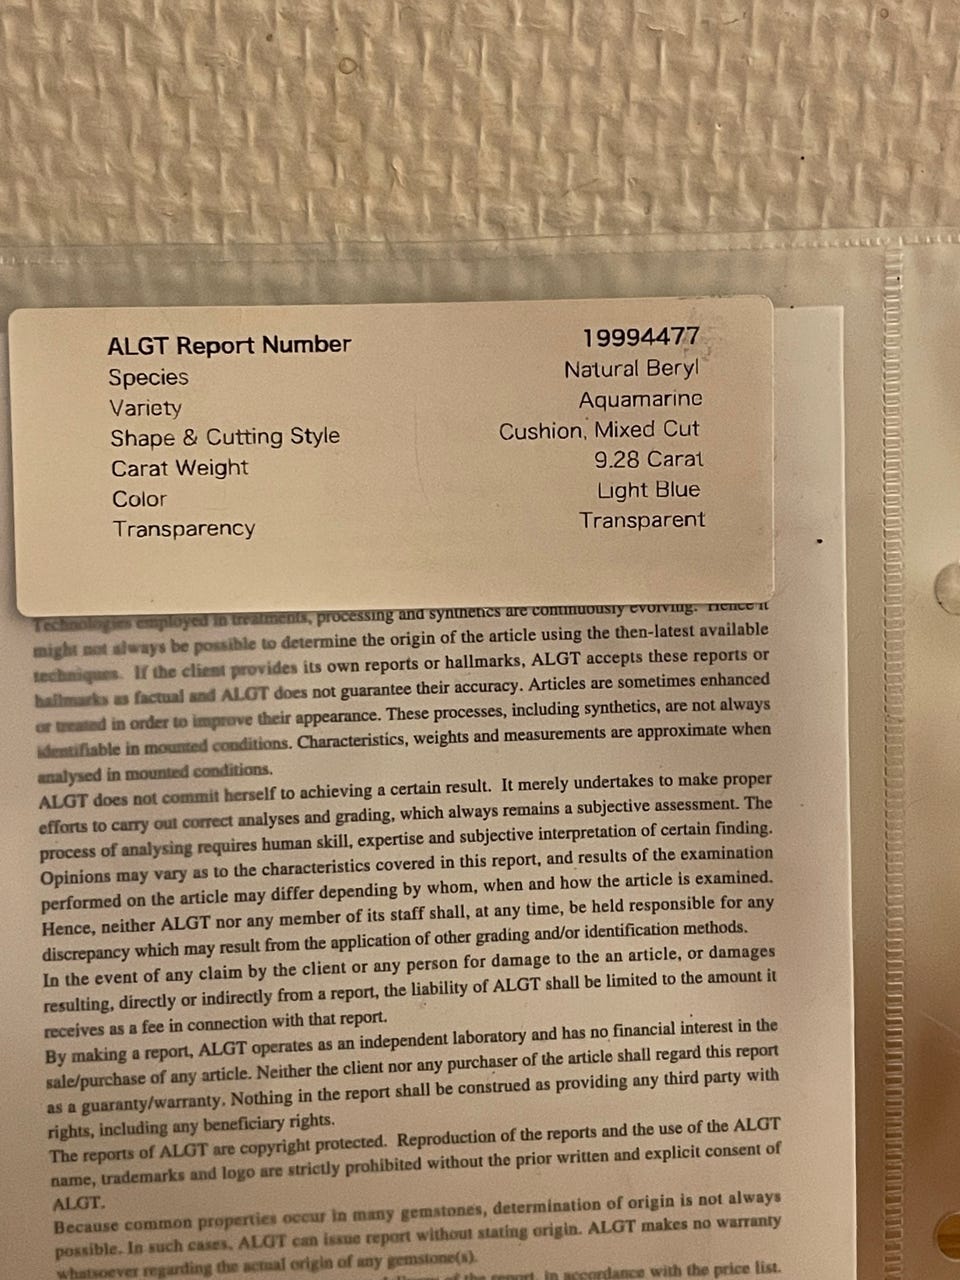 ALGT Report Number 19994477
Species Natural Beryl
Variety Aquamarine
Shape & Cutting Style Cushion, Mixed Cut
Carat Weight 9.28 Carat
Color Light Blue
Transparency Transparent
Technologies employed in treatments, processing and synthetics are continuously evolving. Hence it
might not always be possible to determine the origin of the article using the then-latest available
techniques. If the client provides its own reports or hallmarks, ALGT accepts these reports or
hallmarks as factual and ALGT does not guarantee their accuracy. Articles are sometimes enhanced
or treated in order to improve their appearance. These processes, including synthetics, are not always
identifiable in mounted conditions. Characteristics, weights and measurements are approximate when
analysed in mounted conditions.
ALGT does not commit herself to achieving a certain result. It merely undertakes to make proper
efforts to carry out correct analyses and grading, which always remains a subjective assessment. The
process of analysing requires human skill, expertise and subjective interpretation of certain finding.
Opinions may vary as to the characteristics covered in this report, and results of the examination
performed on the article may differ depending by whom, when and how the article is examined.
Hence, neither ALGT nor any member of its staff shall, at any time, be held responsible for any
discrepancy which may result from the application of other grading and/or identification methods.
In the event of any claim by the client or any person for damage to the an article, or damages
resulting, directly or indirectly from a report, the liability of ALGT shall be limited to the amount it
receives as a fee in connection with that report.
By making a report, ALGT operates as an independent laboratory and has no financial interest in the
sale/purchase of any article. Neither the client nor any purchaser of the article shall regard this report
as a guaranty/warranty. Nothing in the report shall be construed as providing any third party with
rights, including any beneficiary rights.
The reports of ALGT are copyright protected. Reproduction of the reports and the use of the ALGT
name, trademarks and logo are strictly prohibited without the prior written and explicit consent of
ALGT.
Because common properties occur in many gemstones, determination of origin is not always
possible. In such cases, ALGT can issue report without stating origin. ALGT makes no warranty
whatsoever regarding the actual origin of any gemstone(s).
of the report, in accordance with the price list.